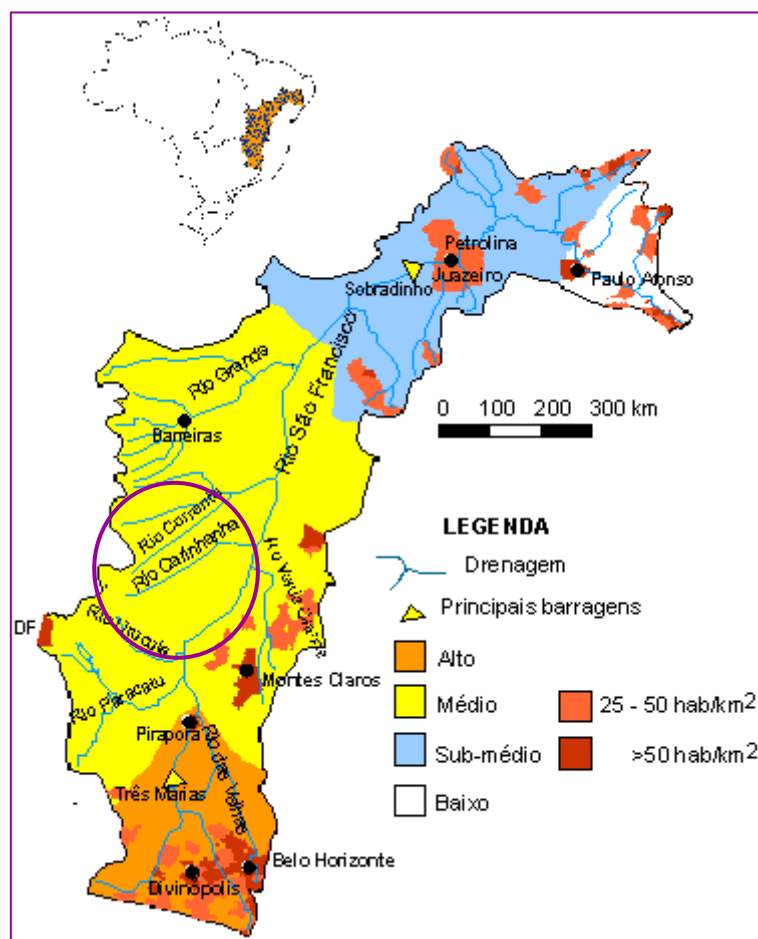 Petrolina
Juazeiro
Sobradinho
Paulo Afonso
Rio Grande
Rio São Francisco
Barreiras
0 100 200 300 km
Rio Corrente
Rio Carinhanha
LEGENDA
Drenagem
Principais barragens
DF
Alto
Montes Claros
Médio
25 - 50 hab/km²
Rio Paracatu
Pirapora
Rio das Velhas
Sub-médio
>50 hab/km²
Três Marias
Baixo
Belo Horizonte
Divinópolis